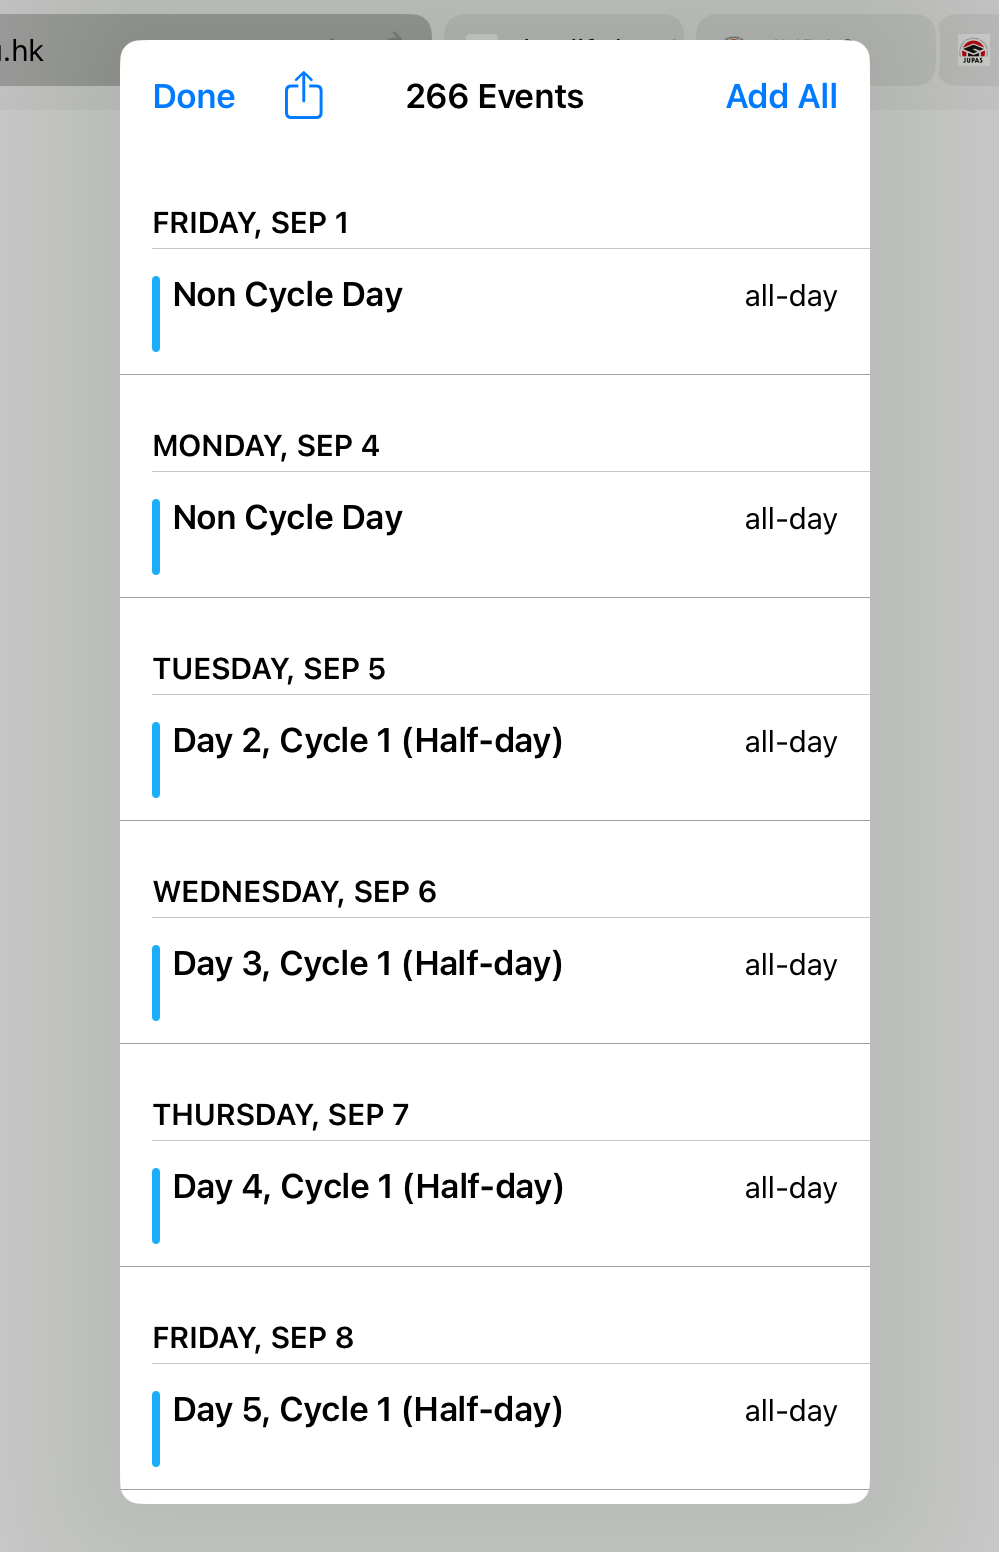 .hk
JUPAS
Done
266 Events
Add All
FRIDAY, SEP 1
Non Cycle Day
all-day
MONDAY, SEP 4
Non Cycle Day
all-day
TUESDAY, SEP 5
Day 2, Cycle 1 (Half-day)
all-day
WEDNESDAY, SEP 6
Day 3, Cycle 1 (Half-day)
all-day
THURSDAY, SEP 7
Day 4, Cycle 1 (Half-day)
all-day
FRIDAY, SEP 8
Day 5, Cycle 1 (Half-day)
all-day